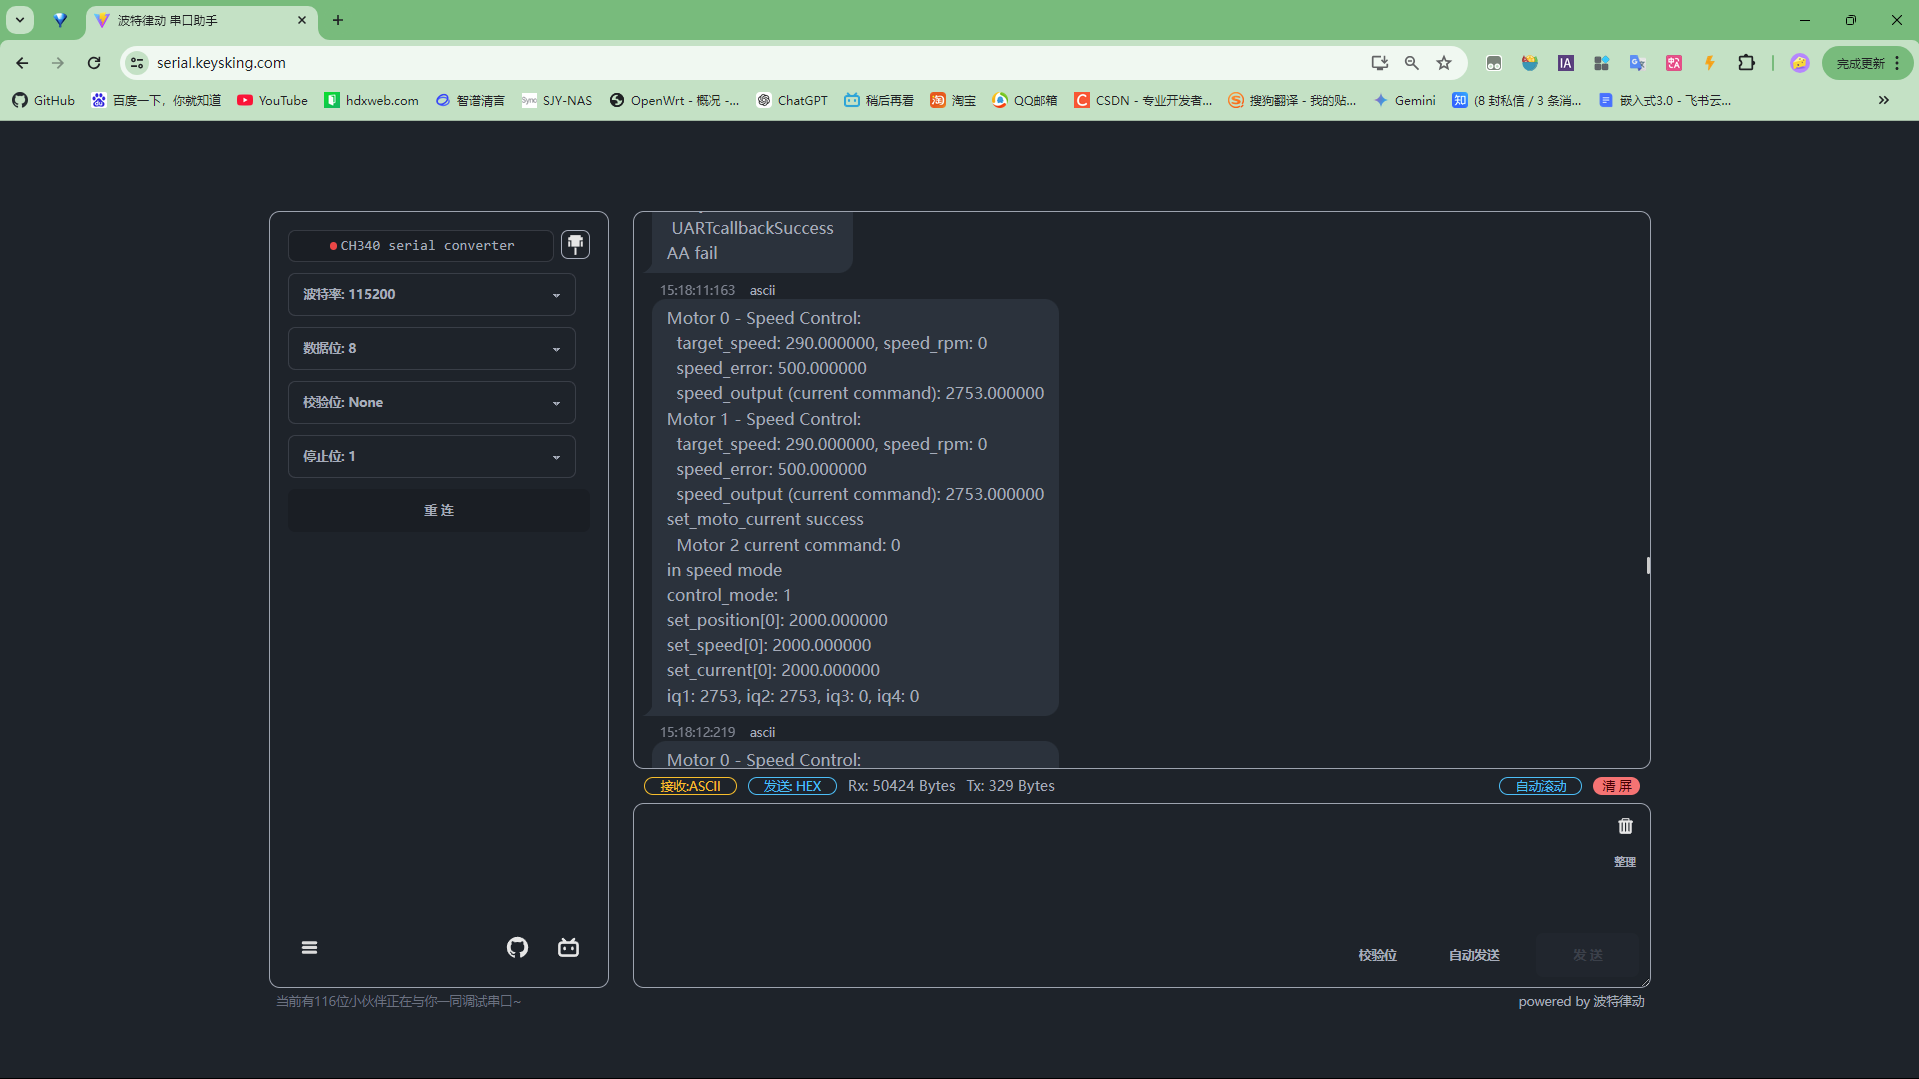 波特律动 串口助手
serial.keysking.com
完成更新
GitHub
百度一下，你就知道
YouTube
hdxweb.com
智谱清言
SJY-NAS
OpenWrt - 概况 -...
ChatGPT
稍后再看
淘宝
QQ邮箱
CSDN - 专业开发者...
搜狗翻译 - 我的贴...
Gemini
(8 封私信 / 3 条消...
嵌入式3.0 - 飞书云...
CH340 serial converter
波特率: 115200
数据位: 8
校验位: None
停止位: 1
重 连
当前有116位小伙伴正在与你一同调试串口~
UARTcallbackSuccess
AA fail
15:18:11:163 ascii
Motor 0 - Speed Control:
target_speed: 290.000000, speed_rpm: 0
speed_error: 500.000000
speed_output (current command): 2753.000000
Motor 1 - Speed Control:
target_speed: 290.000000, speed_rpm: 0
speed_error: 500.000000
speed_output (current command): 2753.000000
set_moto_current success
Motor 2 current command: 0
in speed mode
control_mode: 1
set_position[0]: 2000.000000
set_speed[0]: 2000.000000
set_current[0]: 2000.000000
iq1: 2753, iq2: 2753, iq3: 0, iq4: 0
15:18:12:219 ascii
Motor 0 - Speed Control:
接收:ASCII
发送: HEX
Rx: 50424 Bytes
Tx: 329 Bytes
自动滚动
清 屏
整理
校验位
自动发送
发 送
powered by 波特律动